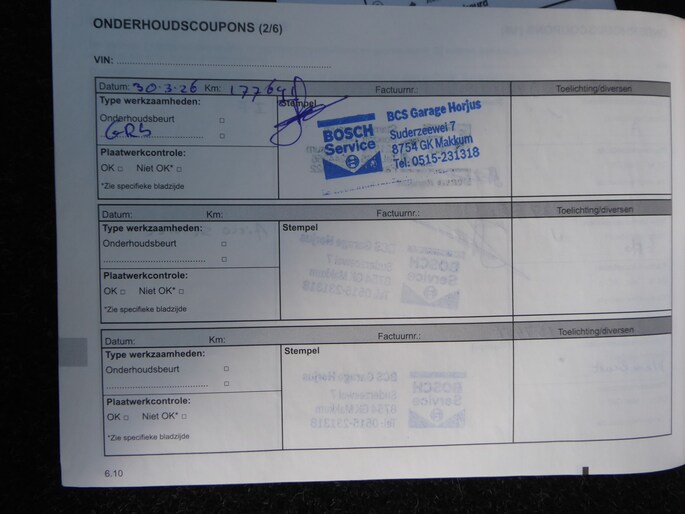 ONDERHOUDSCOUPONS (2/6)
VIN:
Datum: 30-3-26 Km: Factuurnr.: Toelichting/diversen
Type werkzaamheden: Stempel
Onderhoudsbeurt
GRB
Plaatwerkcontrole:
OK Niet OK*
*Zie specifieke bladzijde
BOSCH
Service
BCS Garage Horjus
Suderzeewei 7
8754 GK Makkum
Tel: 0515-231318
Datum: Km: Factuurnr.: Toelichting/diversen
Type werkzaamheden: Stempel
Onderhoudsbeurt
Plaatwerkcontrole:
OK Niet OK*
*Zie specifieke bladzijde
Datum: Km: Factuurnr.: Toelichting/diversen
Type werkzaamheden: Stempel
Onderhoudsbeurt
Plaatwerkcontrole:
OK Niet OK*
*Zie specifieke bladzijde
6.10